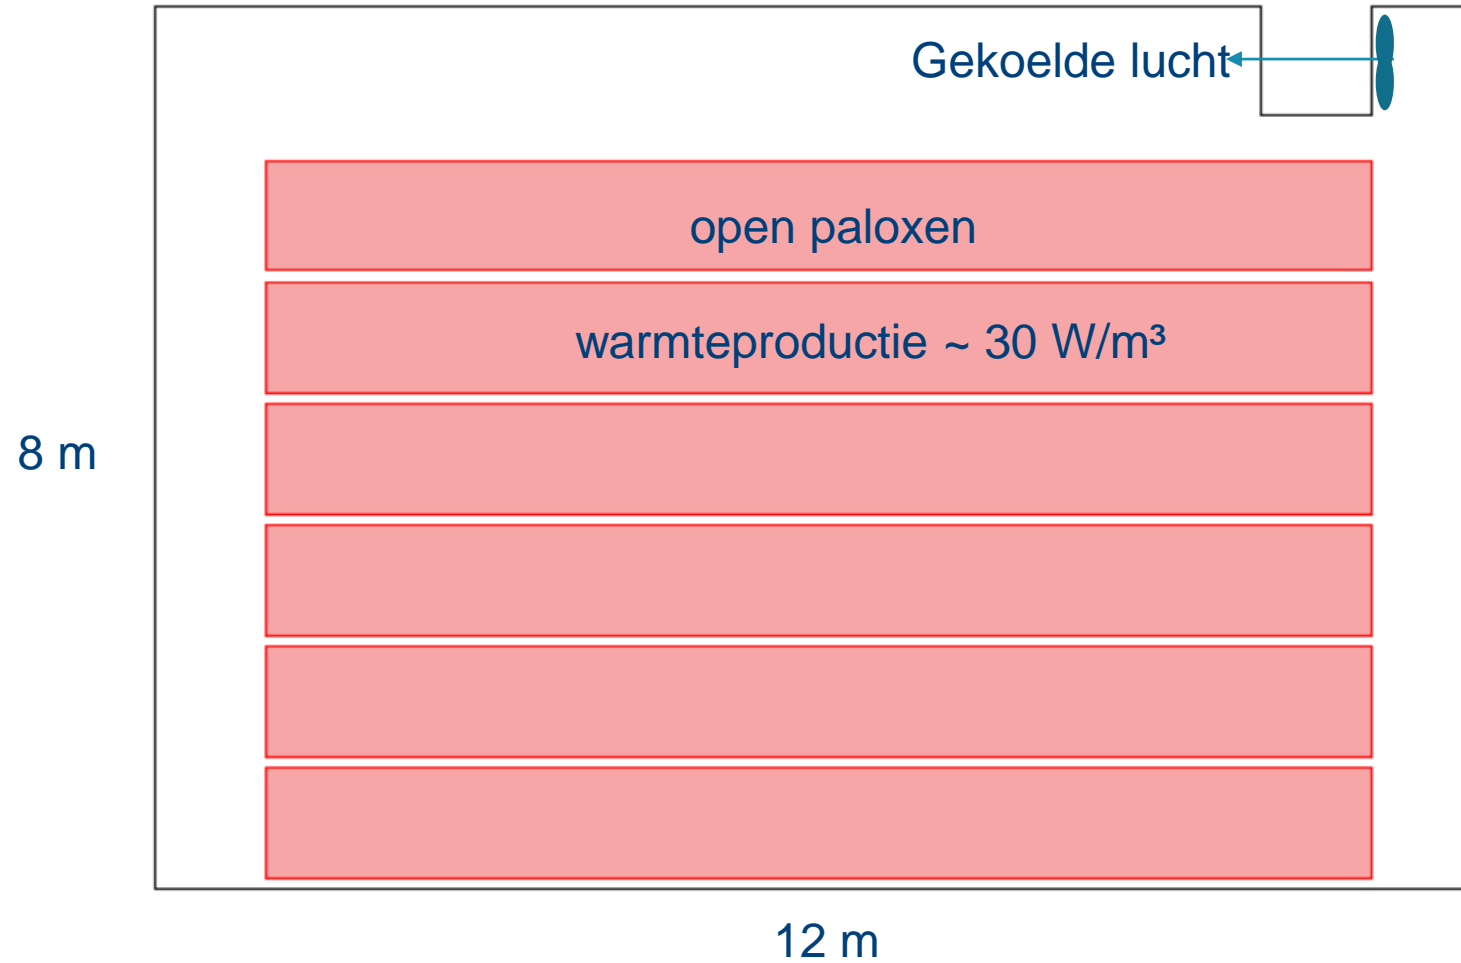 Gekoelde lucht
open paloxen
warmteproductie ~ 30 W/m³
8 m
12 m